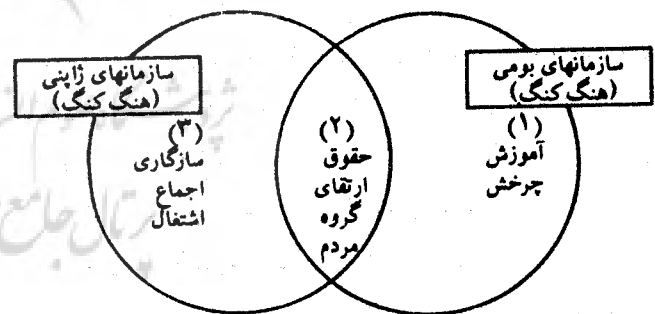 سازمانهای بومی
(هنگ کنگ)
(۱)
آموزش
چرخش
(۲)
حقوق
ارتقای
گروه
مردم
سازمانهای ژاپنی
(هنگ کنگ)
(۳)
سازگاری
اجماع
اشتغال